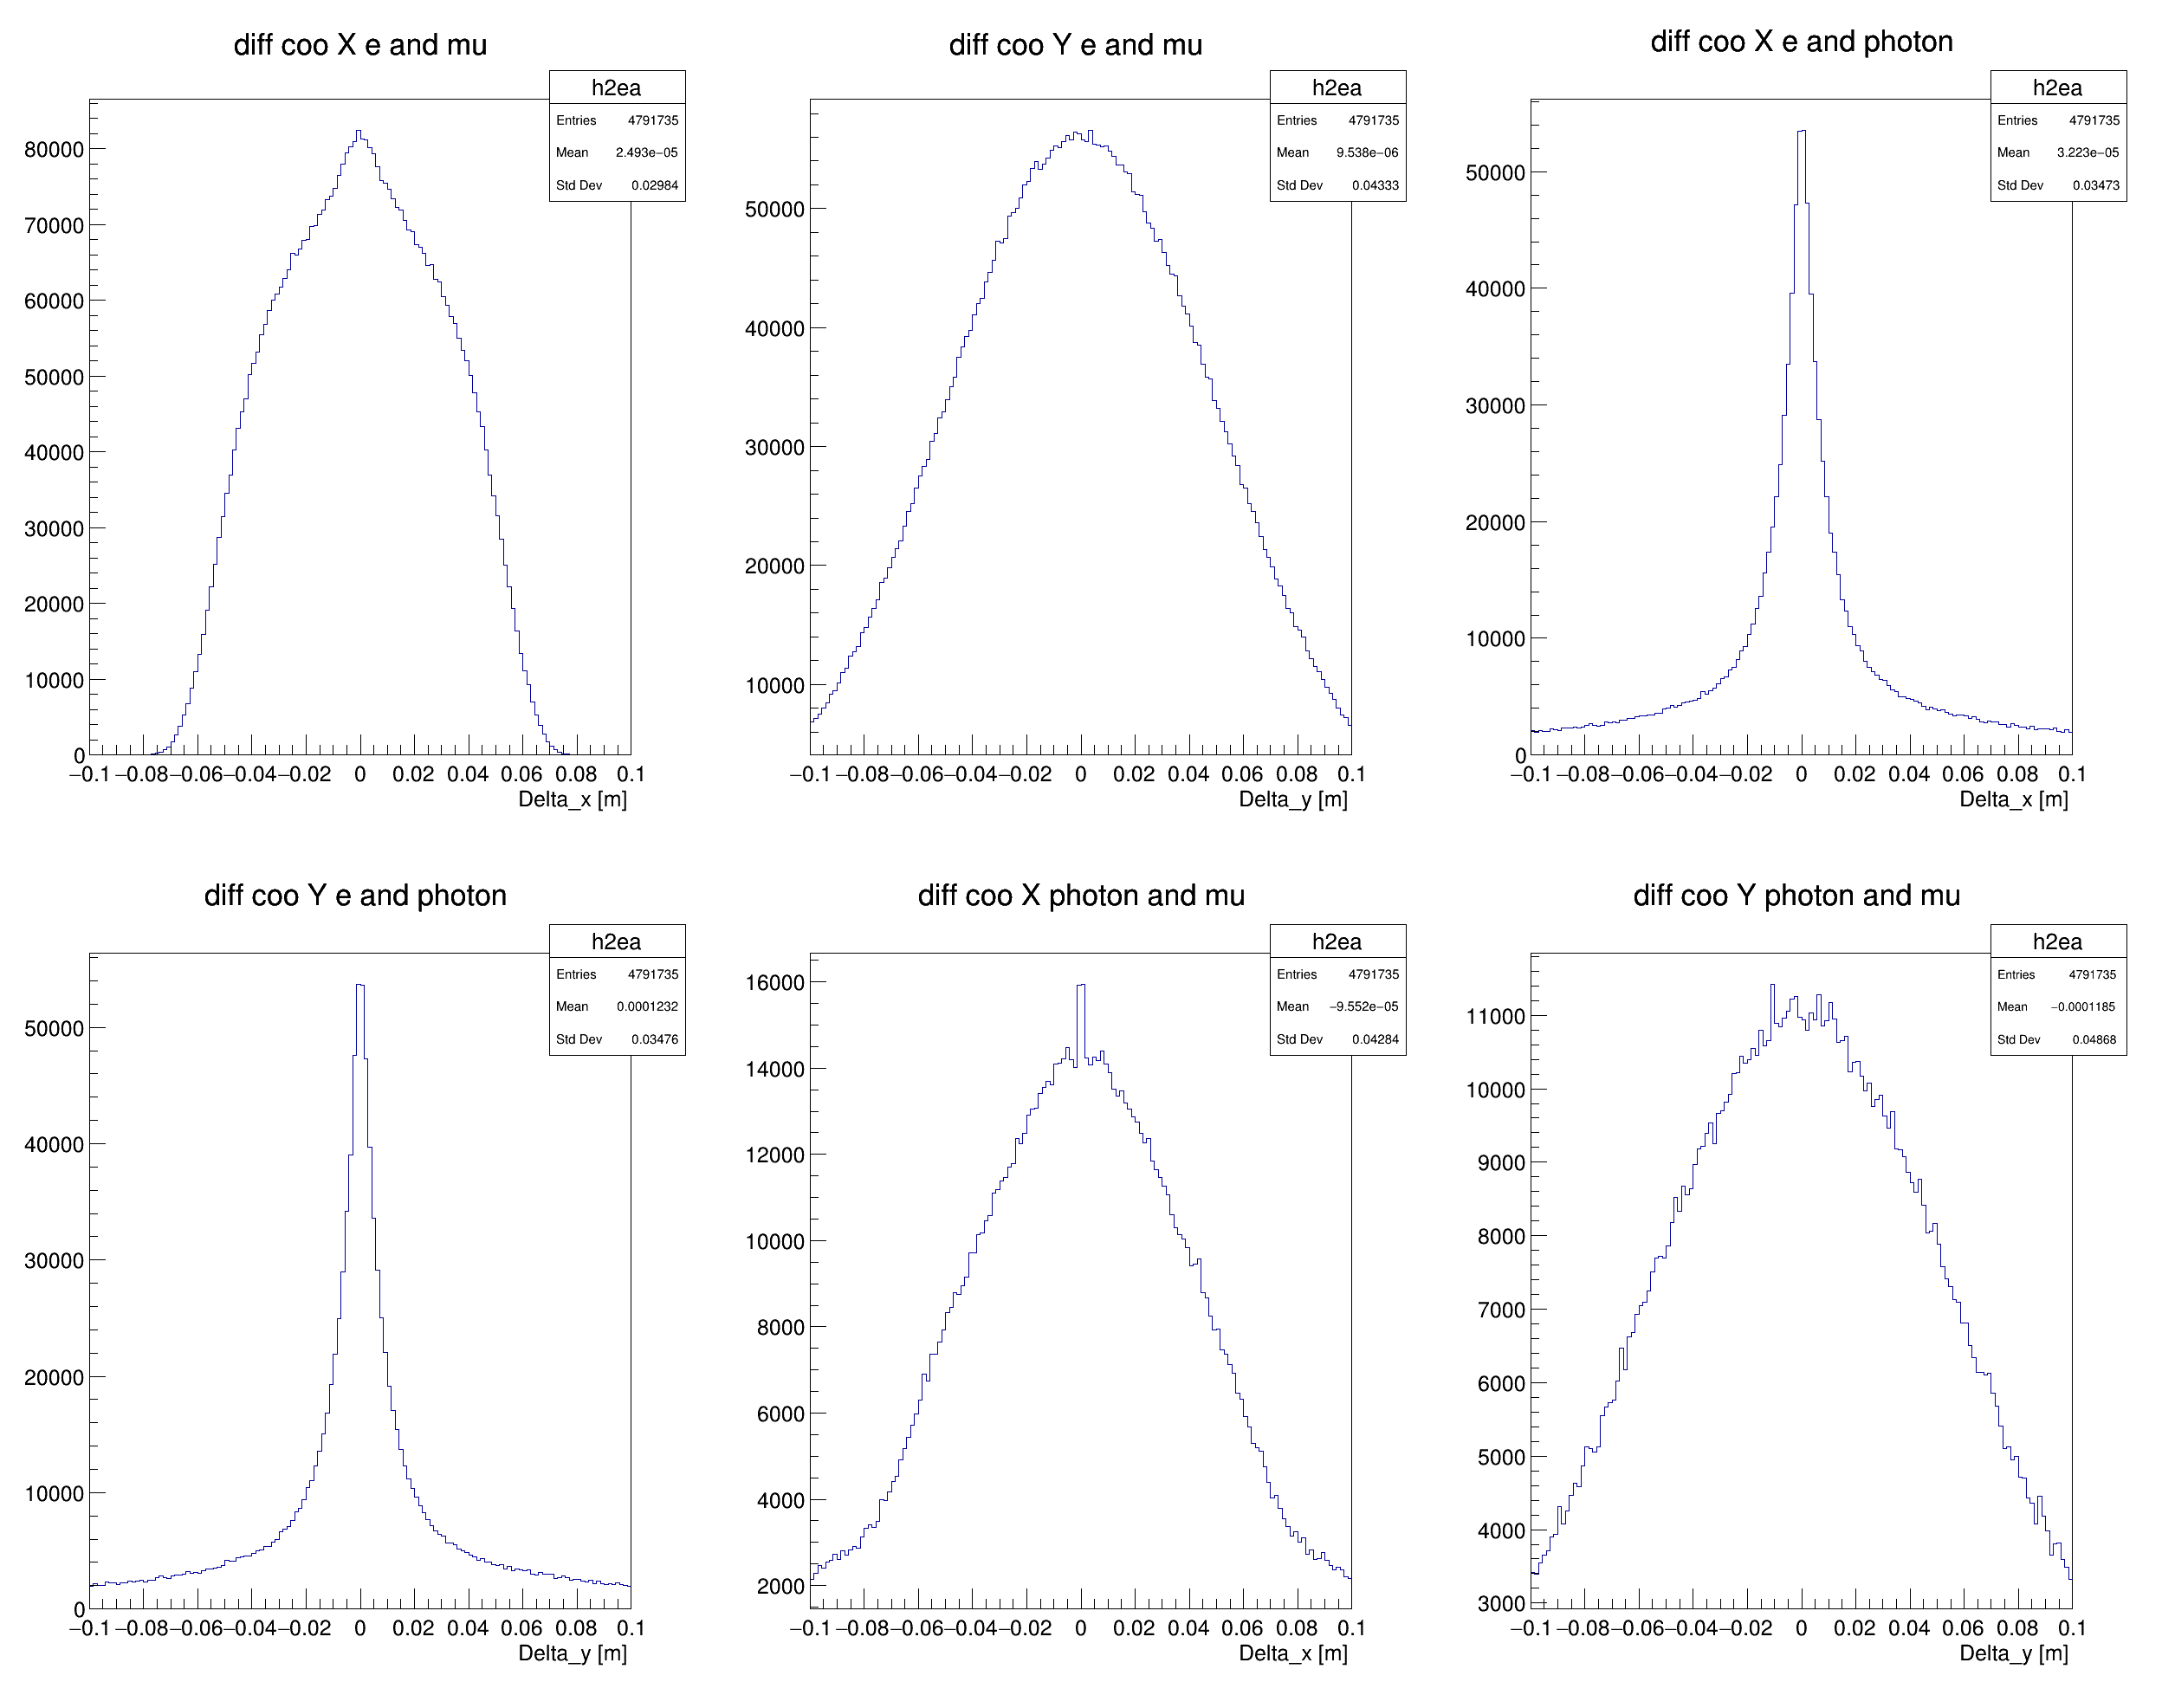 diff coo X e and mu
h2ea
Entries 4791735
Mean 2.493e−05
Std Dev 0.02984
80000
70000
60000
50000
40000
30000
20000
10000
0
−0.1 −0.08 −0.06 −0.04 −0.02 0 0.02 0.04 0.06 0.08 0.1
Delta_x [m]
diff coo Y e and mu
h2ea
Entries 4791735
Mean 9.538e−06
Std Dev 0.04333
50000
40000
30000
20000
10000
−0.1 −0.08 −0.06 −0.04 −0.02 0 0.02 0.04 0.06 0.08 0.1
Delta_y [m]
diff coo X e and photon
h2ea
Entries 4791735
Mean 3.223e−05
Std Dev 0.03473
50000
40000
30000
20000
10000
0
−0.1 −0.08 −0.06 −0.04 −0.02 0 0.02 0.04 0.06 0.08 0.1
Delta_x [m]
diff coo Y e and photon
h2ea
Entries 4791735
Mean 0.0001232
Std Dev 0.03476
50000
40000
30000
20000
10000
0
−0.1 −0.08 −0.06 −0.04 −0.02 0 0.02 0.04 0.06 0.08 0.1
Delta_y [m]
diff coo X photon and mu
h2ea
Entries 4791735
Mean −9.552e−05
Std Dev 0.04284
16000
14000
12000
10000
8000
6000
4000
2000
−0.1 −0.08 −0.06 −0.04 −0.02 0 0.02 0.04 0.06 0.08 0.1
Delta_x [m]
diff coo Y photon and mu
h2ea
Entries 4791735
Mean −0.0001185
Std Dev 0.04868
11000
10000
9000
8000
7000
6000
5000
4000
3000
−0.1 −0.08 −0.06 −0.04 −0.02 0 0.02 0.04 0.06 0.08 0.1
Delta_y [m]